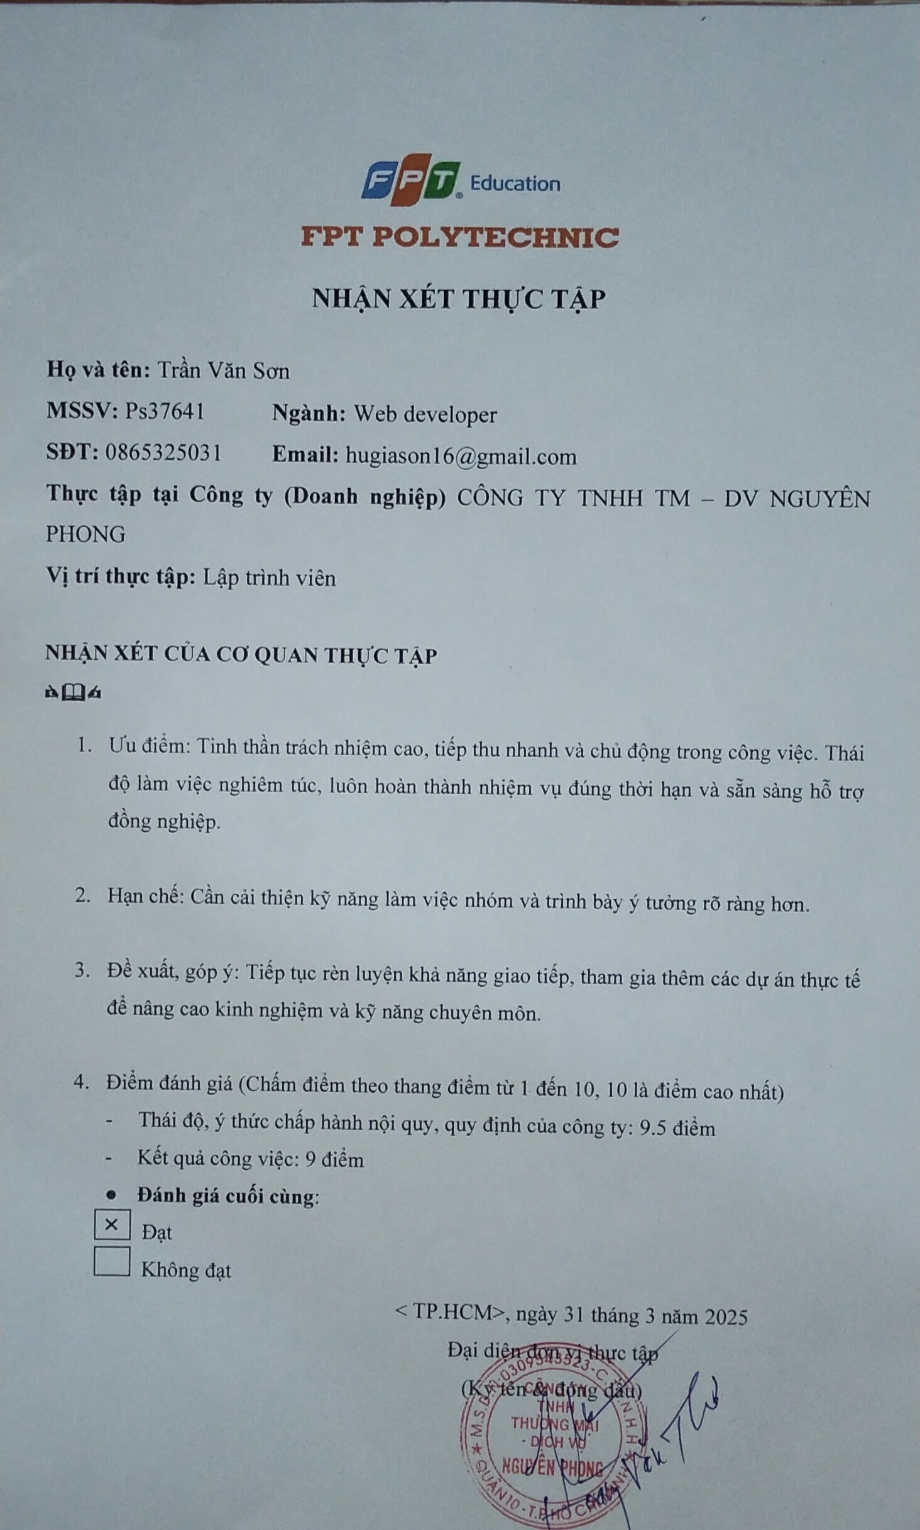 FPT Education
FPT POLYTECHNIC
NHẬN XÉT THỰC TẬP
Họ và tên: Trần Văn Sơn
MSSV: Ps37641 Ngành: Web developer
SĐT: 0865325031 Email: hugiason16@gmail.com
Thực tập tại Công ty (Doanh nghiệp) CÔNG TY TNHH TM – DV NGUYÊN
PHONG
Vị trí thực tập: Lập trình viên
NHẬN XÉT CỦA CƠ QUAN THỰC TẬP
1. Ưu điểm: Tinh thần trách nhiệm cao, tiếp thu nhanh và chủ động trong công việc. Thái
độ làm việc nghiêm túc, luôn hoàn thành nhiệm vụ đúng thời hạn và sẵn sàng hỗ trợ
đồng nghiệp.
2. Hạn chế: Cần cải thiện kỹ năng làm việc nhóm và trình bày ý tưởng rõ ràng hơn.
3. Đề xuất, góp ý: Tiếp tục rèn luyện khả năng giao tiếp, tham gia thêm các dự án thực tế
để nâng cao kinh nghiệm và kỹ năng chuyên môn.
4. Điểm đánh giá (Chấm điểm theo thang điểm từ 1 đến 10, 10 là điểm cao nhất)
- Thái độ, ý thức chấp hành nội quy, quy định của công ty: 9.5 điểm
- Kết quả công việc: 9 điểm
• Đánh giá cuối cùng:
× Đạt
Không đạt
< TP.HCM>, ngày 31 tháng 3 năm 2025
Đại diện đơn vị thực tập
(Ký tên & đóng dấu)
CÔNG TY
TNHH
THƯƠNG MẠI
- DỊCH VỤ
NGUYÊN PHONG
QUẬN 10 - T.P HỒ CHÍ MINH